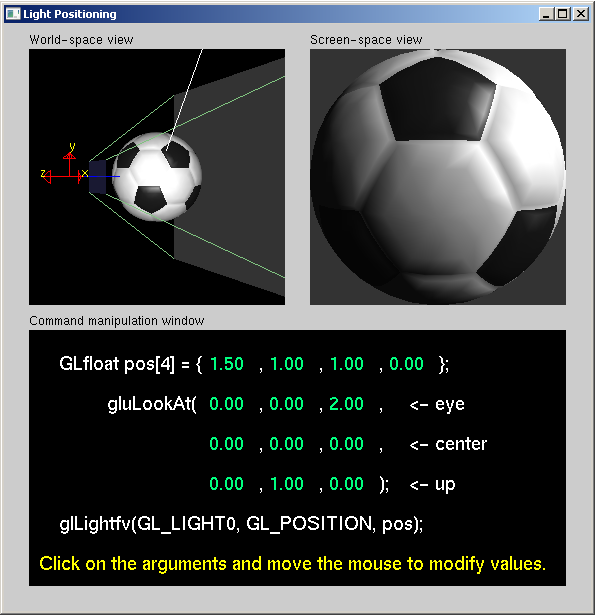 Light Positioning
World-space view
Screen-space view
y
z
x
Command manipulation window
GLfloat pos[4] = { 1.50 , 1.00 , 1.00 , 0.00 };
gluLookAt( 0.00 , 0.00 , 2.00 , <- eye
0.00 , 0.00 , 0.00 , <- center
0.00 , 1.00 , 0.00 ); <- up
glLightfv(GL_LIGHT0, GL_POSITION, pos);
Click on the arguments and move the mouse to modify values.